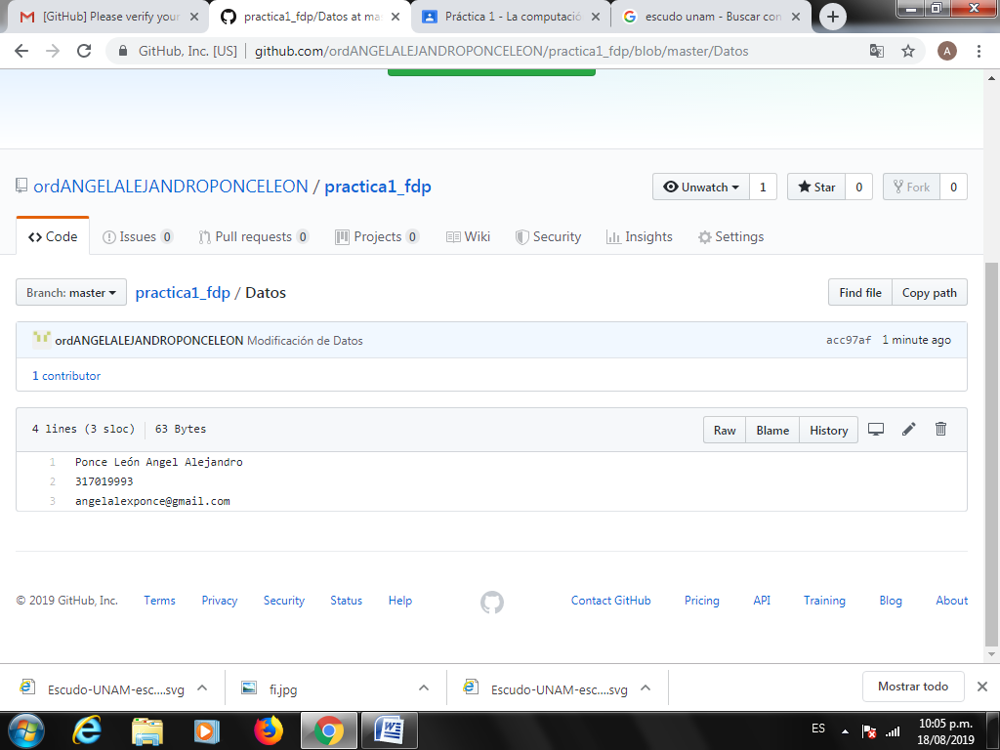 [GitHub] Please verify your
practica1_fdp/Datos at ma
Práctica 1 - La computació
escudo unam - Buscar con
GitHub, Inc. [US] | github.com/ordANGELALEJANDROPONCELEON/practica1_fdp/blob/master/Datos
A
ordANGELALEJANDROPONCELEON / practica1_fdp
Unwatch 1
Star 0
Fork 0
<> Code
Issues 0
Pull requests 0
Projects 0
Wiki
Security
Insights
Settings
Branch: master
practica1_fdp / Datos
Find file
Copy path
ordANGELALEJANDROPONCELEON Modificación de Datos
acc97af 1 minute ago
1 contributor
4 lines (3 sloc) 63 Bytes
Raw
Blame
History
1 Ponce León Angel Alejandro
2 317019993
3 angelalexponce@gmail.com
© 2019 GitHub, Inc.
Terms
Privacy
Security
Status
Help
Contact GitHub
Pricing
API
Training
Blog
About
Escudo-UNAM-esc....svg
fi.jpg
Escudo-UNAM-esc....svg
Mostrar todo
ES
10:05 p.m.
18/08/2019